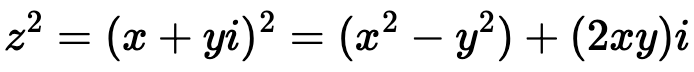 z² = (x + yi)² = (x² − y²) + (2xy)i